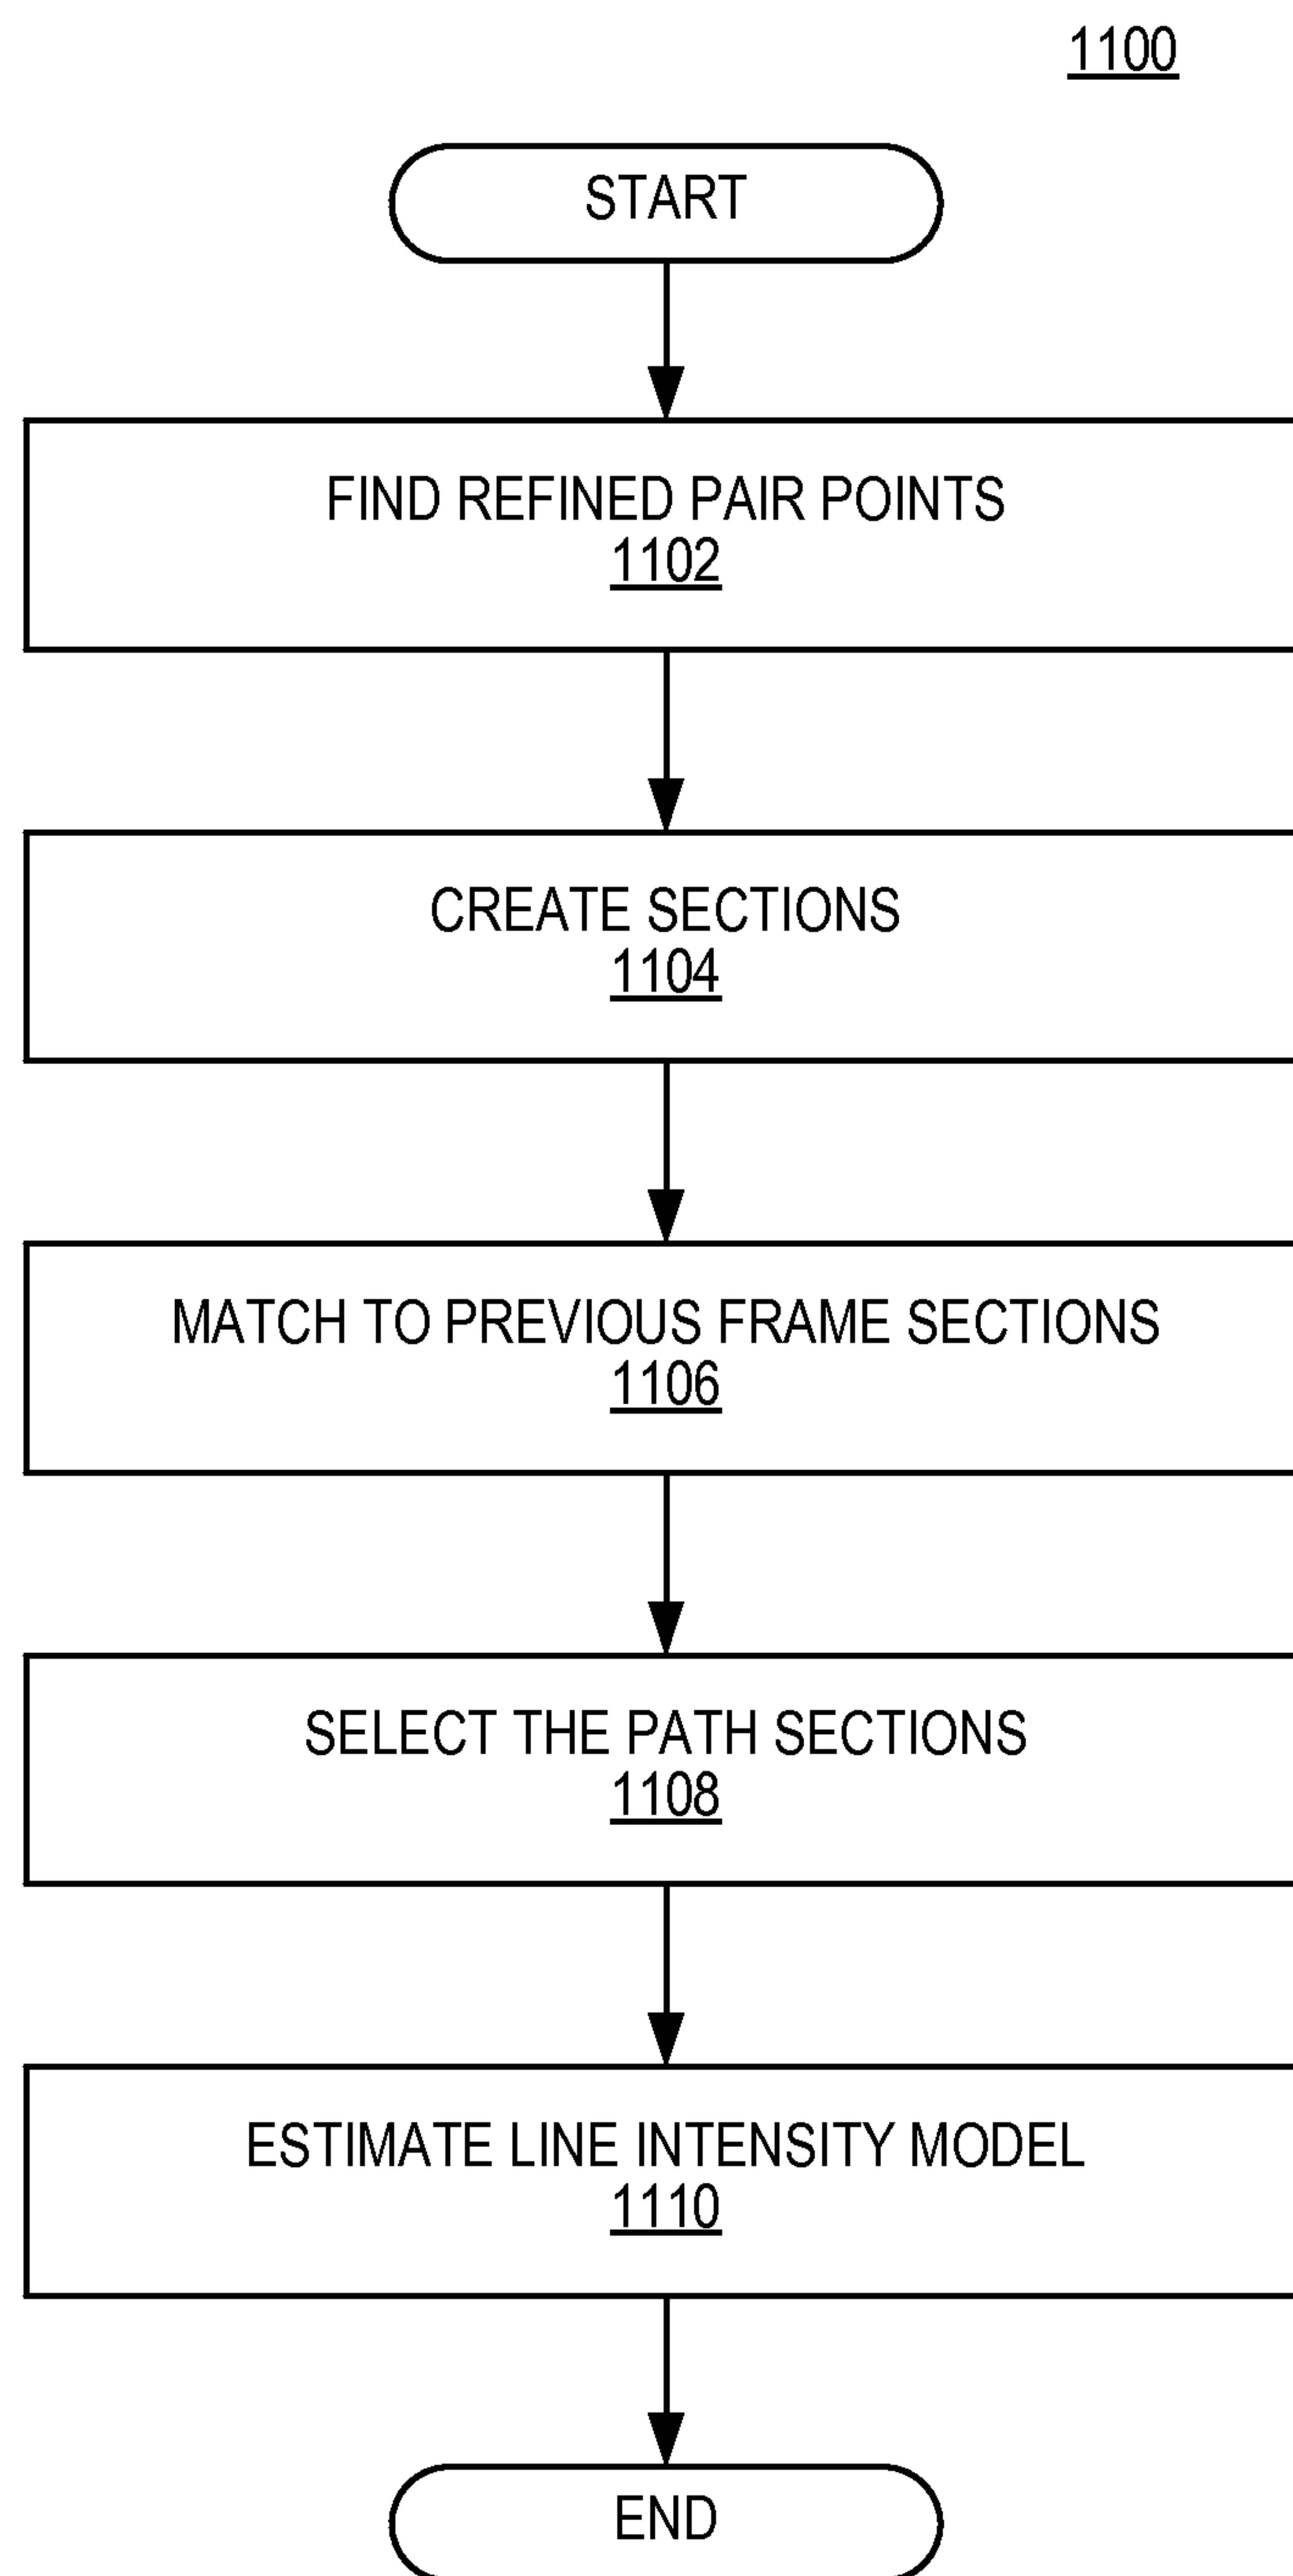 1100
START
FIND REFINED PAIR POINTS
1102
CREATE SECTIONS
1104
MATCH TO PREVIOUS FRAME SECTIONS
1106
SELECT THE PATH SECTIONS
1108
ESTIMATE LINE INTENSITY MODEL
1110
END